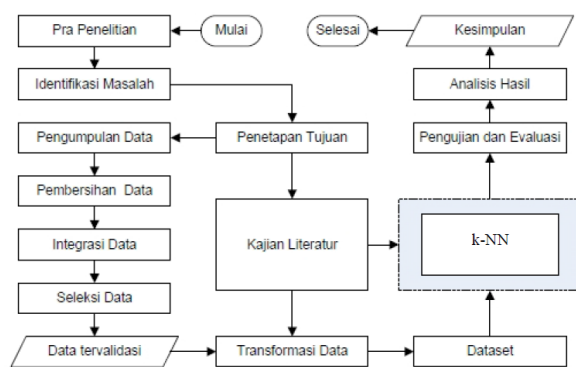 Pra Penelitian
Mulai
Selesai
Kesimpulan
Identifikasi Masalah
Analisis Hasil
Pengumpulan Data
Penetapan Tujuan
Pengujian dan Evaluasi
Pembersihan Data
Kajian Literatur
k-NN
Integrasi Data
Seleksi Data
Data tervalidasi
Transformasi Data
Dataset